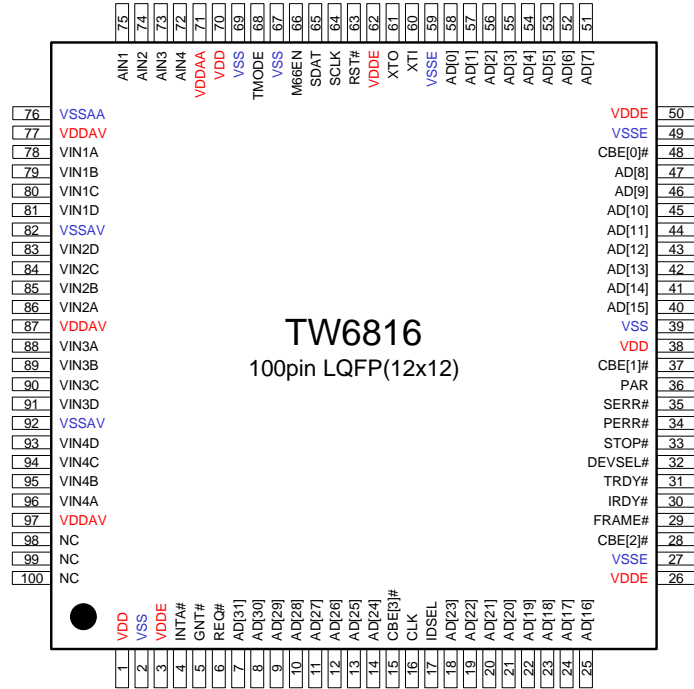 75 74 73 72 71 70 69 68 67 66 65 64 63 62 61 60 59 58 57 56 55 54 53 52 51
AIN1 AIN2 AIN3 AIN4 VDDAA VDD VSS TMODE VSS M66EN SDAT SCLK RST# VDDE XTO XTI VSSE AD[0] AD[1] AD[2] AD[3] AD[4] AD[5] AD[6] AD[7]
76 VSSAA VDDE 50
77 VDDAV VSSE 49
78 VIN1A CBE[0]# 48
79 VIN1B AD[8] 47
80 VIN1C AD[9] 46
81 VIN1D AD[10] 45
82 VSSAV AD[11] 44
83 VIN2D AD[12] 43
84 VIN2C AD[13] 42
85 VIN2B AD[14] 41
86 VIN2A AD[15] 40
87 VDDAV VSS 39
TW6816
88 VIN3A VDD 38
100pin LQFP(12x12)
89 VIN3B CBE[1]# 37
90 VIN3C PAR 36
91 VIN3D SERR# 35
92 VSSAV PERR# 34
93 VIN4D STOP# 33
94 VIN4C DEVSEL# 32
95 VIN4B TRDY# 31
96 VIN4A IRDY# 30
97 VDDAV FRAME# 29
98 NC CBE[2]# 28
99 NC VSSE 27
100 NC VDDE 26
VDD VSS VDDE INTA# GNT# REQ# AD[31] AD[30] AD[29] AD[28] AD[27] AD[26] AD[25] AD[24] CBE[3]# CLK IDSEL AD[23] AD[22] AD[21] AD[20] AD[19] AD[18] AD[17] AD[16]
1 2 3 4 5 6 7 8 9 10 11 12 13 14 15 16 17 18 19 20 21 22 23 24 25